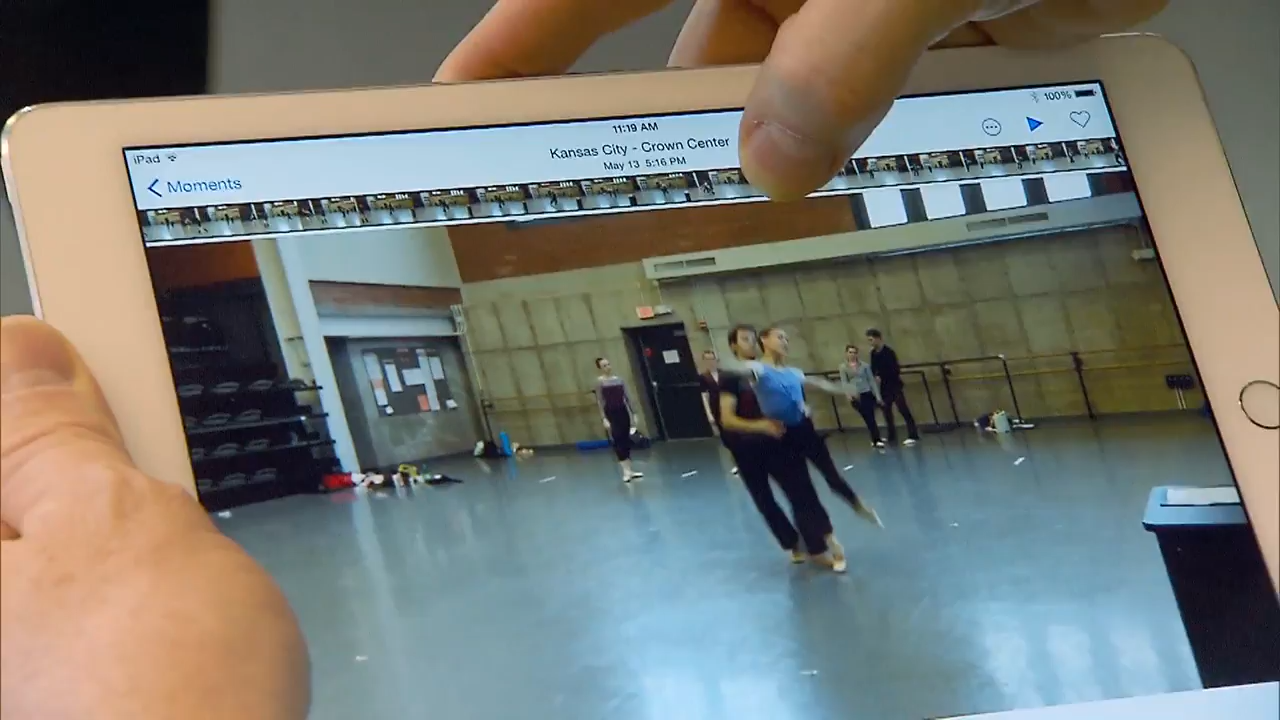 iPad
11:19 AM
100%
Moments
Kansas City - Crown Center
May 13 5:16 PM